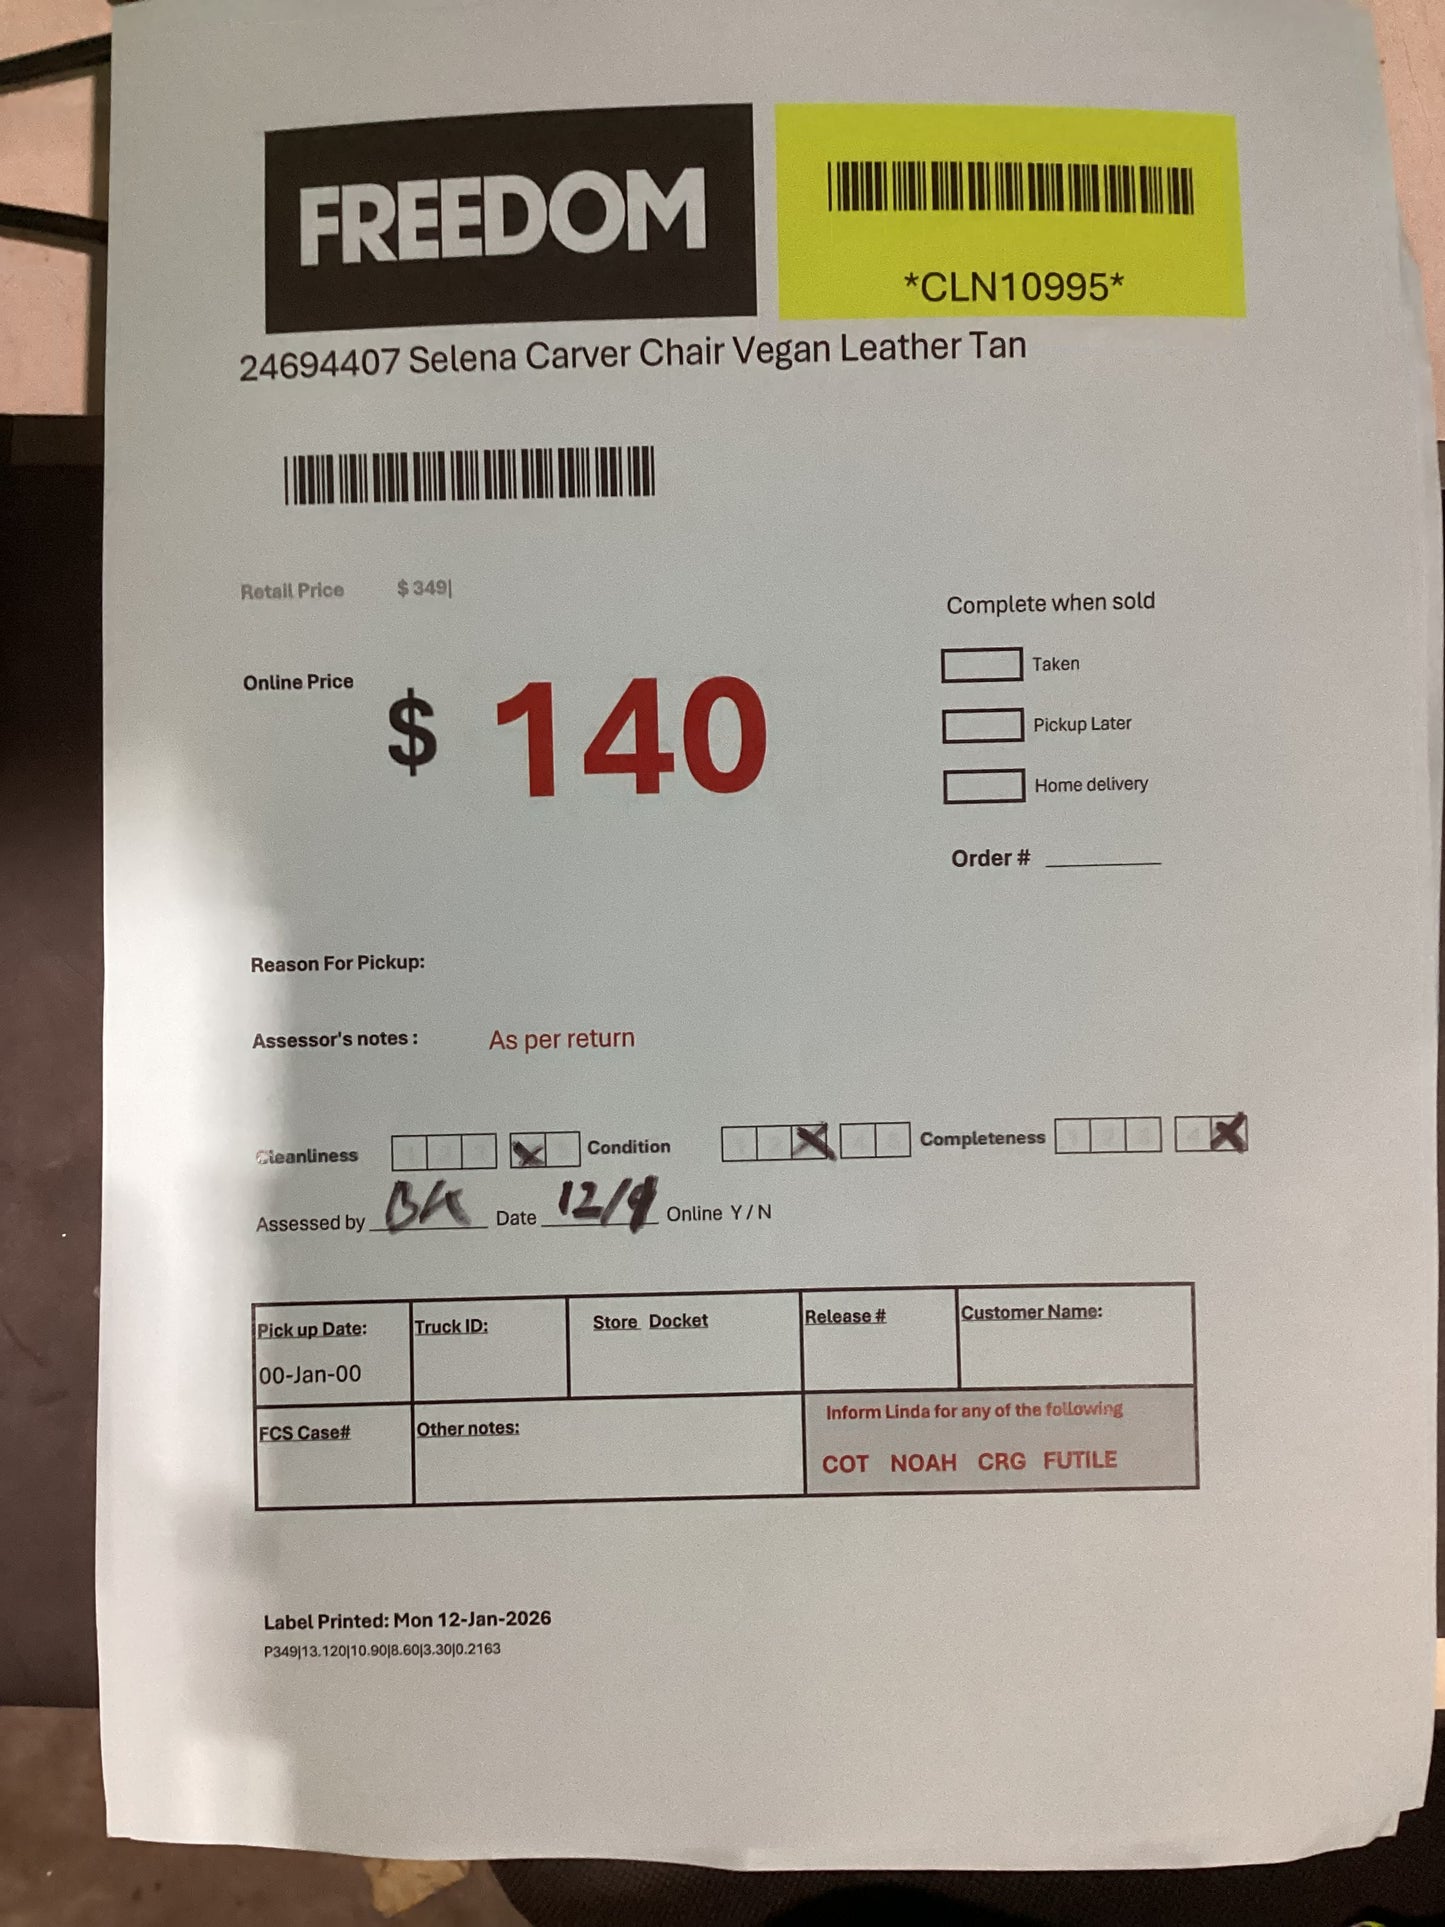 FREEDOM
*CLN10995*
24694407 Selena Carver Chair Vegan Leather Tan
Retail Price $ 349|
Complete when sold
Taken
Online Price $ 140
Pickup Later
Home delivery
Order #
Reason For Pickup:
Assessor's notes : As per return
Cleanliness Condition Completeness
Assessed by Date Online Y / N
Pick up Date: Truck ID: Store Docket Release # Customer Name:
00-Jan-00
FCS Case# Other notes: Inform Linda for any of the following
COT NOAH CRG FUTILE
Label Printed: Mon 12-Jan-2026
P349|13.120|10.90|8.60|3.30|0.2163